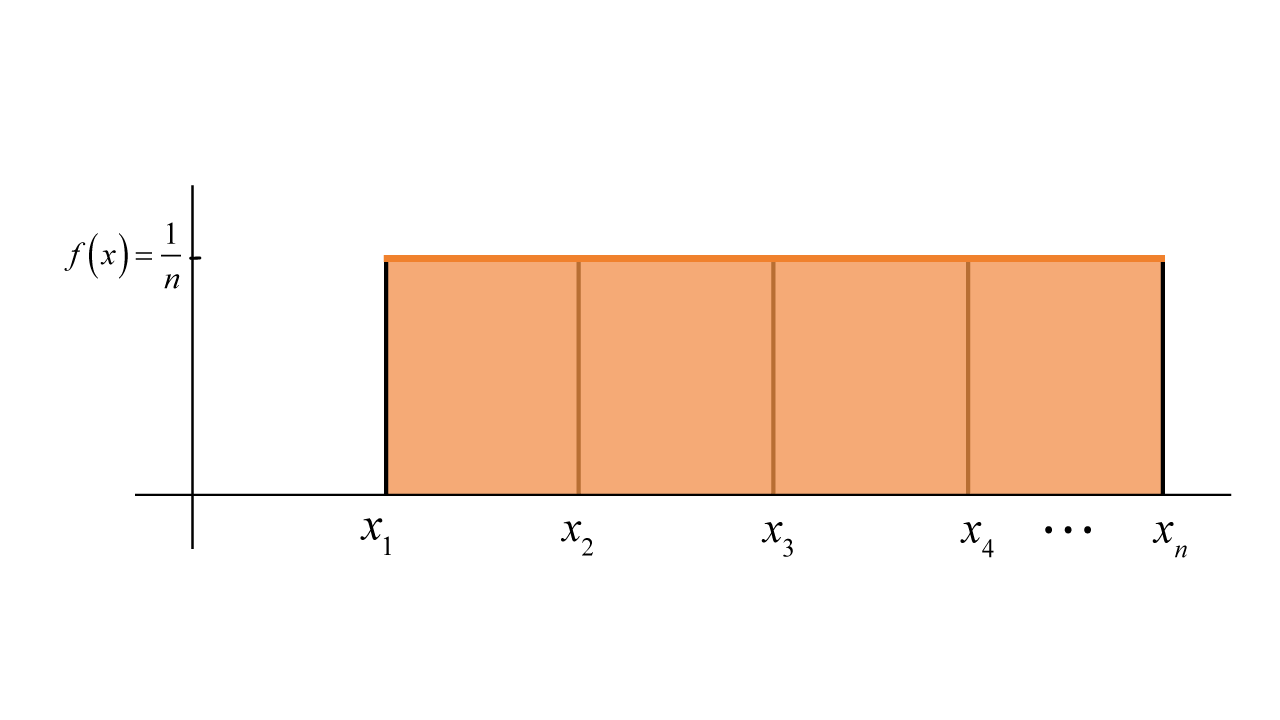 f(x) = 1/n
x₁ x₂ x₃ x₄ ⋯ xₙ